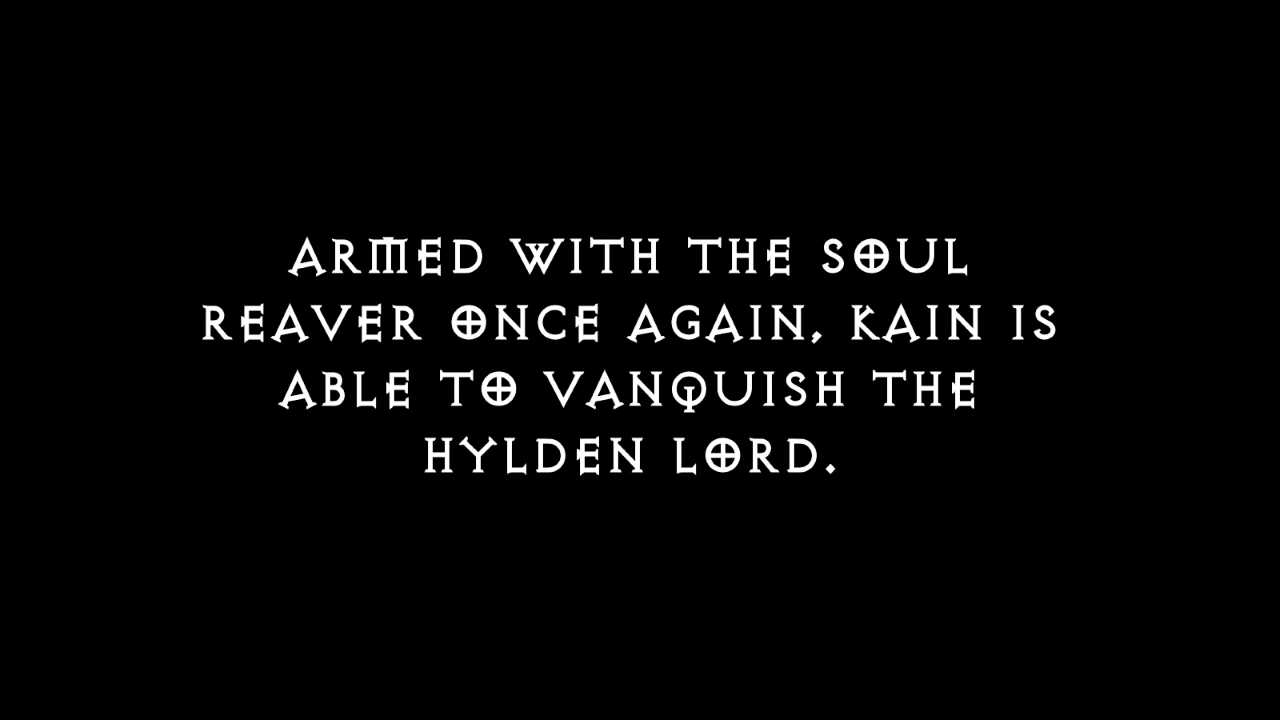 ARMED WITH THE SOUL
REAVER ONCE AGAIN, KAIN IS
ABLE TO VANQUISH THE
HYLDEN LORD.